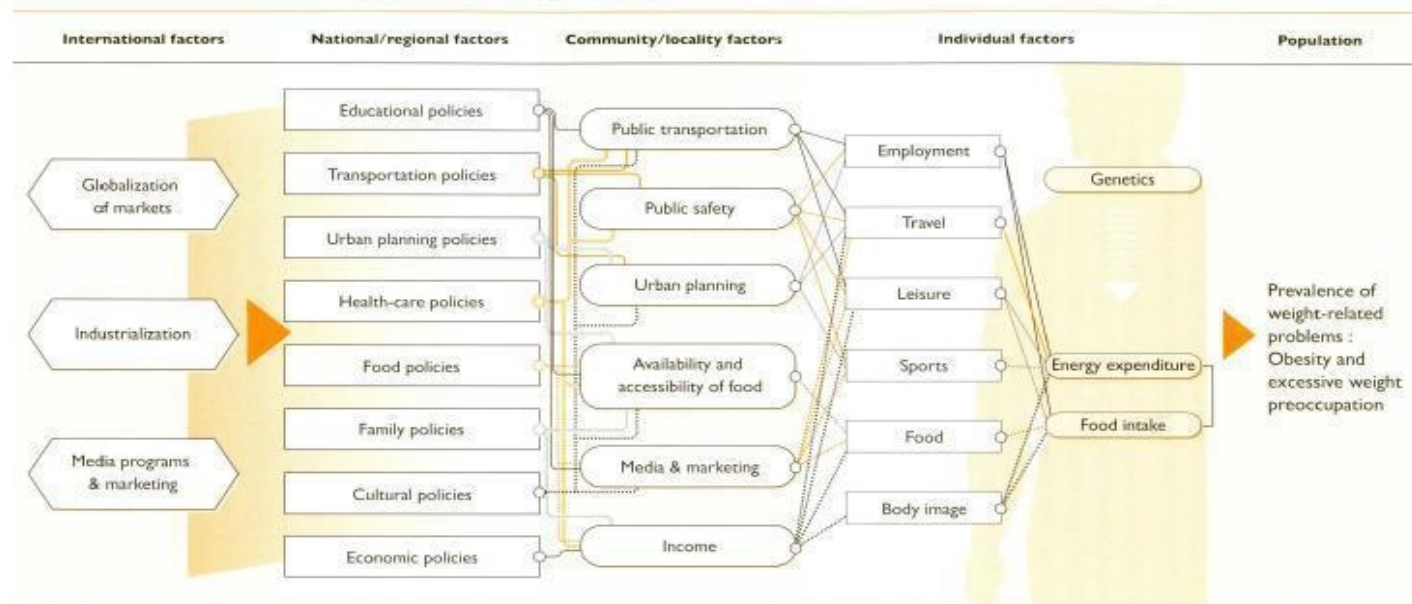 International factors
National/regional factors
Community/locality factors
Individual factors
Population
Globalization
of markets
Industrialization
Media programs
& marketing
Educational policies
Transportation policies
Urban planning policies
Health-care policies
Food policies
Family policies
Cultural policies
Economic policies
Public transportation
Public safety
Urban planning
Availability and
accessibility of food
Media & marketing
Income
Employment
Travel
Leisure
Sports
Food
Body image
Genetics
Energy expenditure
Food intake
Prevalence of
weight-related
problems :
Obesity and
excessive weight
preoccupation